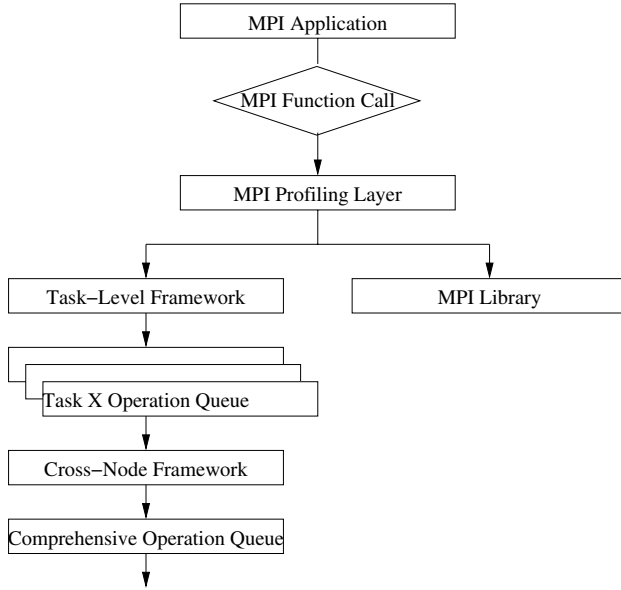 MPI Application
MPI Function Call
MPI Profiling Layer
Task−Level Framework
MPI Library
Task X Operation Queue
Cross−Node Framework
Comprehensive Operation Queue